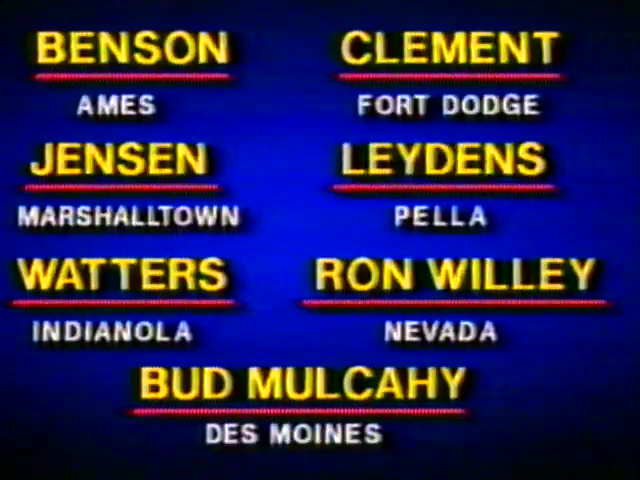 BENSON
AMES
CLEMENT
FORT DODGE
JENSEN
MARSHALLTOWN
LEYDENS
PELLA
WATTERS
INDIANOLA
RON WILLEY
NEVADA
BUD MULCAHY
DES MOINES